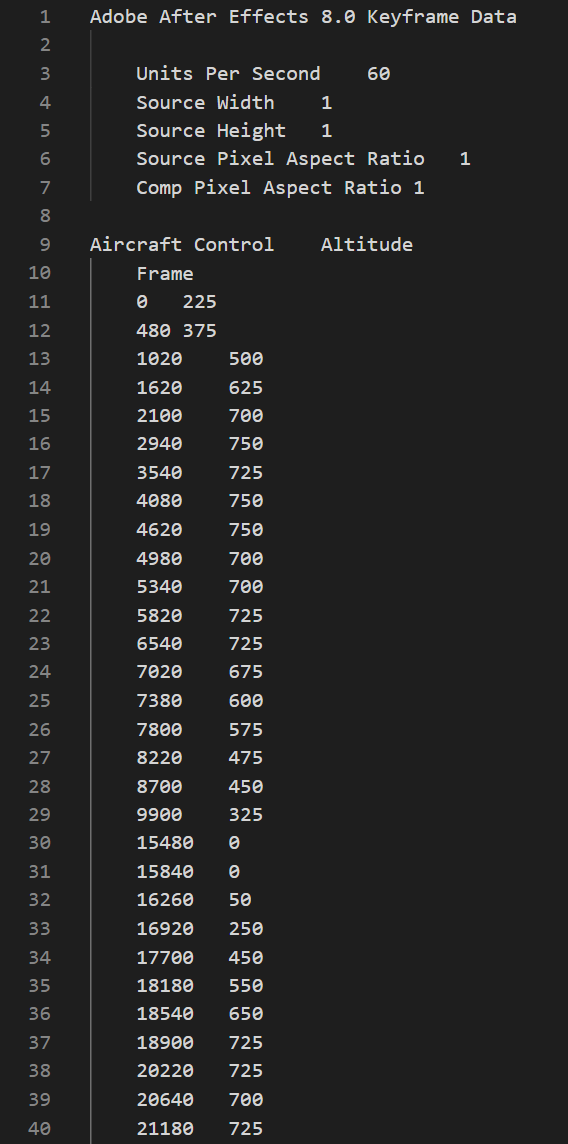 1 Adobe After Effects 8.0 Keyframe Data
2
3 Units Per Second 60
4 Source Width 1
5 Source Height 1
6 Source Pixel Aspect Ratio 1
7 Comp Pixel Aspect Ratio 1
8
9 Aircraft Control Altitude
10 Frame
11 0 225
12 480 375
13 1020 500
14 1620 625
15 2100 700
16 2940 750
17 3540 725
18 4080 750
19 4620 750
20 4980 700
21 5340 700
22 5820 725
23 6540 725
24 7020 675
25 7380 600
26 7800 575
27 8220 475
28 8700 450
29 9900 325
30 15480 0
31 15840 0
32 16260 50
33 16920 250
34 17700 450
35 18180 550
36 18540 650
37 18900 725
38 20220 725
39 20640 700
40 21180 725